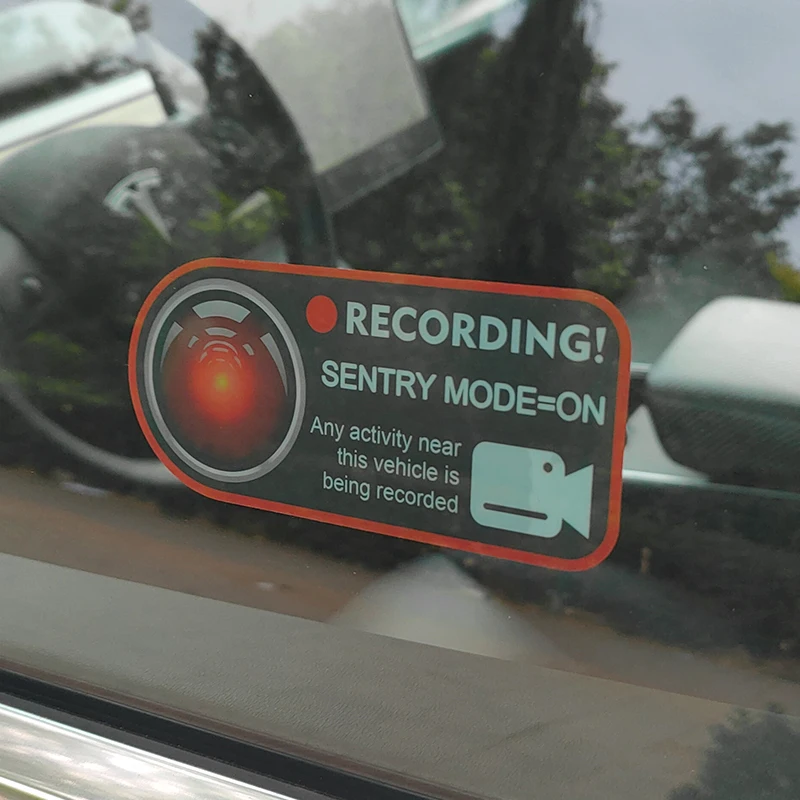 RECORDING!
SENTRY MODE=ON
Any activity near
this vehicle is
being recorded